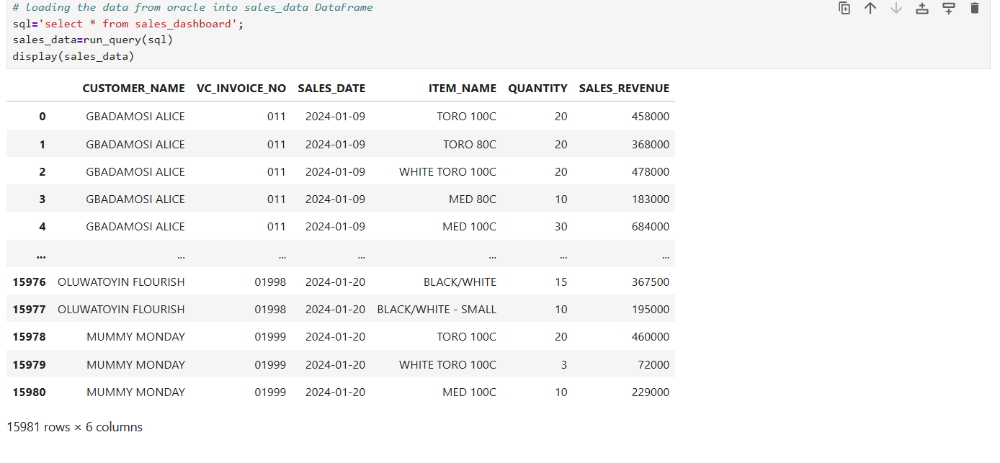 # loading the data from oracle into sales_data DataFrame
sql='select * from sales_dashboard';
sales_data=run_query(sql)
display(sales_data)
CUSTOMER_NAME VC_INVOICE_NO SALES_DATE ITEM_NAME QUANTITY SALES_REVENUE
0 GBADAMOSI ALICE 011 2024-01-09 TORO 100C 20 458000
1 GBADAMOSI ALICE 011 2024-01-09 TORO 80C 20 368000
2 GBADAMOSI ALICE 011 2024-01-09 WHITE TORO 100C 20 478000
3 GBADAMOSI ALICE 011 2024-01-09 MED 80C 10 183000
4 GBADAMOSI ALICE 011 2024-01-09 MED 100C 30 684000
... ... ... ... ... ... ...
15976 OLUWATOYIN FLOURISH 01998 2024-01-20 BLACK/WHITE 15 367500
15977 OLUWATOYIN FLOURISH 01998 2024-01-20 BLACK/WHITE - SMALL 10 195000
15978 MUMMY MONDAY 01999 2024-01-20 TORO 100C 20 460000
15979 MUMMY MONDAY 01999 2024-01-20 WHITE TORO 100C 3 72000
15980 MUMMY MONDAY 01999 2024-01-20 MED 100C 10 229000
15981 rows × 6 columns